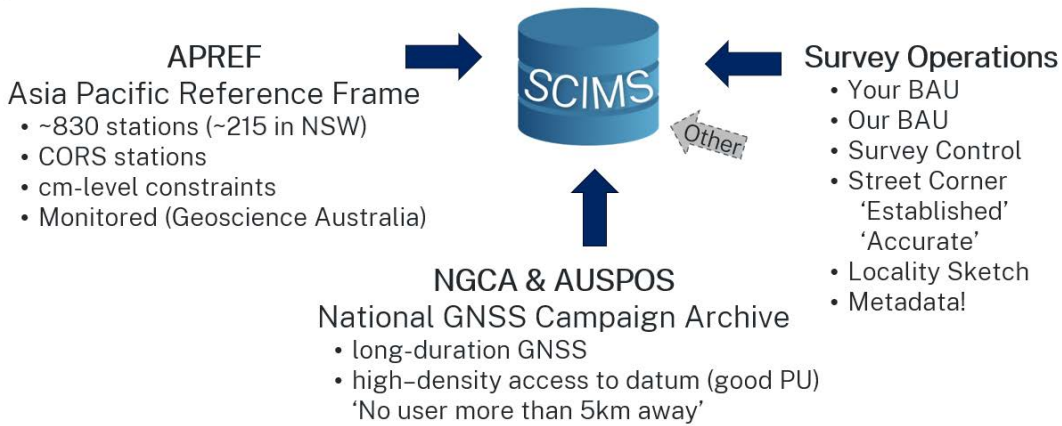 APREF
Asia Pacific Reference Frame
• ~830 stations (~215 in NSW)
• CORS stations
• cm-level constraints
• Monitored (Geoscience Australia)
SCIMS
Other
Survey Operations
• Your BAU
• Our BAU
• Survey Control
• Street Corner
‘Established’
‘Accurate’
• Locality Sketch
• Metadata!
NGCA & AUSPOS
National GNSS Campaign Archive
• long-duration GNSS
• high–density access to datum (good PU)
‘No user more than 5km away’